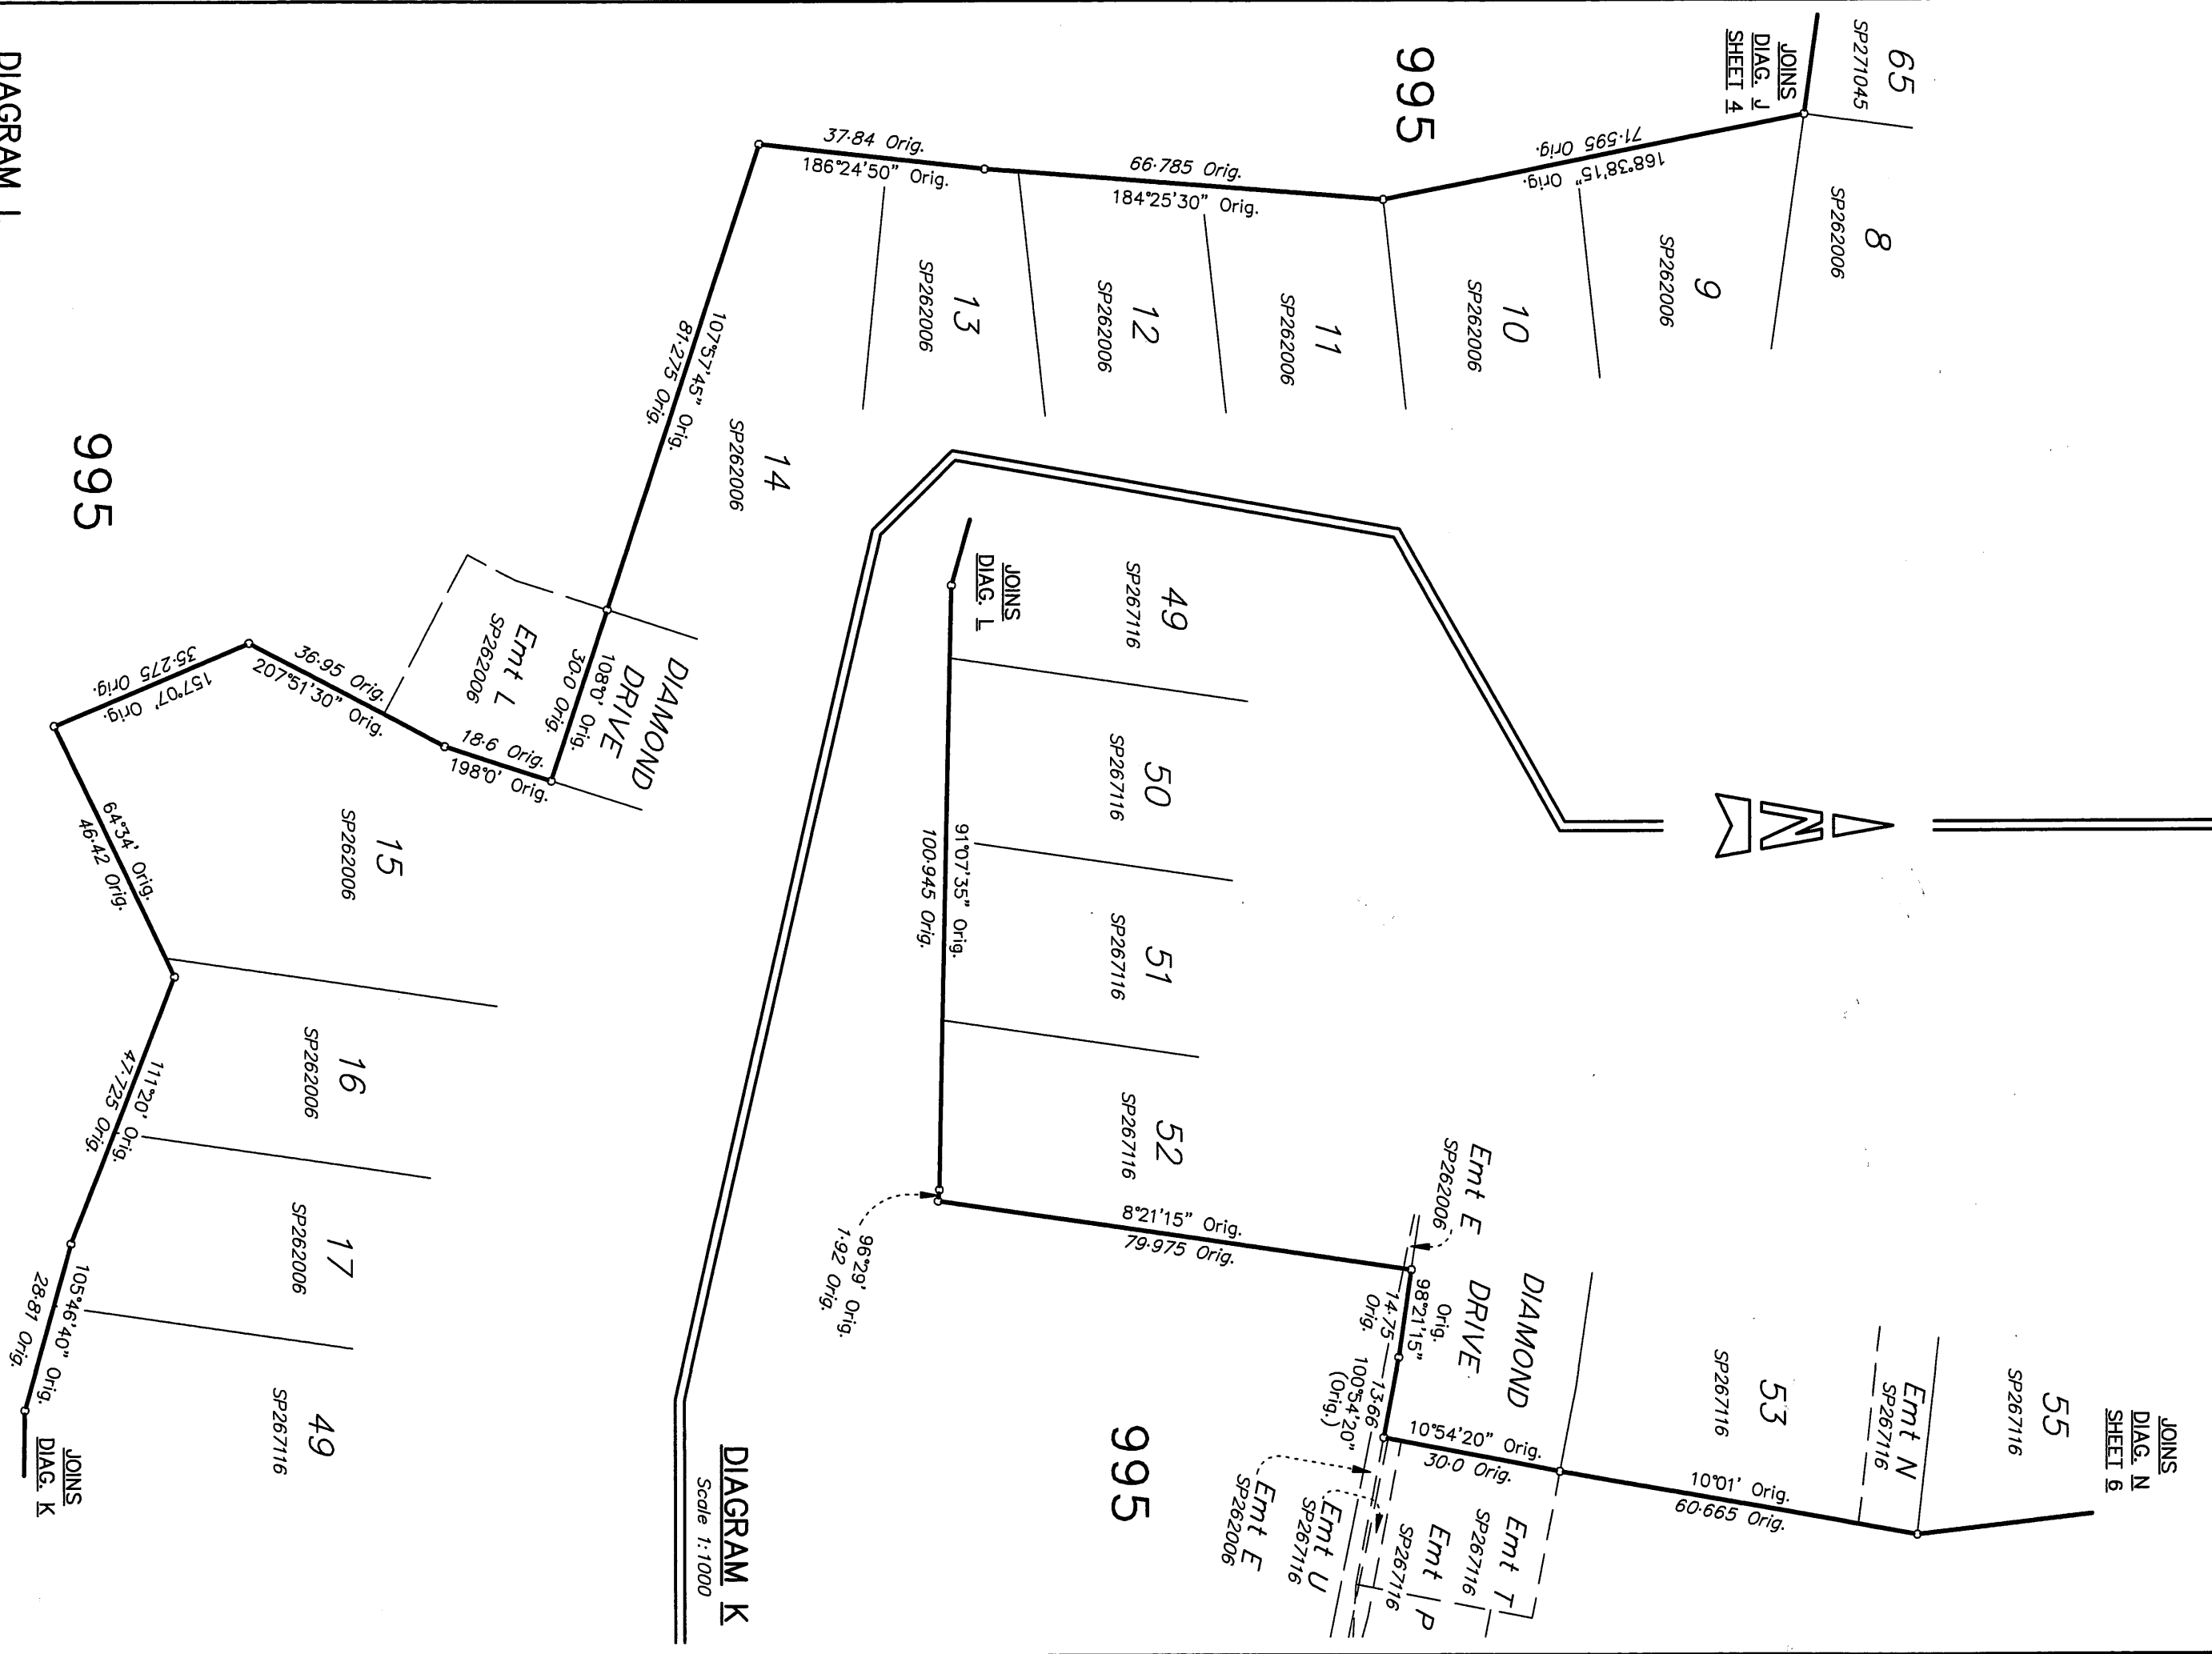 65
SP271045
JOINS
DIAG. J
SHEET 4
8
SP262006
995
71·595 Orig.
168°38'15" Orig.
9
SP262006
10
SP262006
66·785 Orig.
184°25'30" Orig.
11
SP262006
12
SP262006
37·84 Orig.
186°24'50" Orig.
13
SP262006
107°57'45" Orig.
81·275 Orig.
14
SP262006
DIAMOND
DRIVE
108°0' Orig.
30·0 Orig.
Emt L
SP262006
18·6 Orig.
198°0' Orig.
36·95 Orig.
207°51'30" Orig.
35·275 Orig.
157°07' Orig.
995
64°34' Orig.
46·42 Orig.
15
SP262006
16
SP262006
111°20' Orig.
47·725 Orig.
17
SP262006
105°46'40" Orig.
28·81 Orig.
49
SP267116
JOINS
DIAG. K
N
JOINS
DIAG. L
49
SP267116
50
SP267116
91°07'35" Orig.
100·945 Orig.
51
SP267116
52
SP267116
96°29' Orig.
1·92 Orig.
8°21'15" Orig.
79·975 Orig.
Emt E
SP262006
DIAMOND
DRIVE
98°21'15"
Orig.
14·75
Orig.
13·66
100°54'20"
(Orig.)
10°54'20" Orig.
30·0 Orig.
Emt T
SP267116
Emt P
SP267116
Emt U
SP267116
Emt E
SP262006
53
SP267116
10°01' Orig.
60·665 Orig.
Emt N
SP267116
55
SP267116
JOINS
DIAG. N
SHEET 6
995
DIAGRAM K
Scale 1:1000